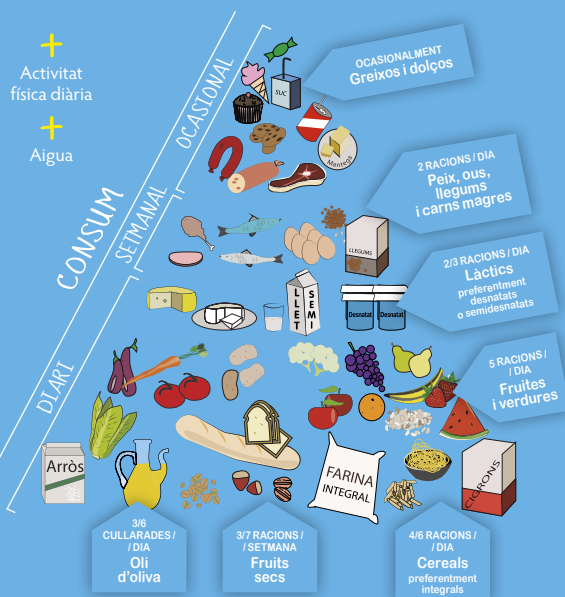 +
Activitat
física diària
+
Aigua
CONSUM
OCASIONAL
SETMANAL
DIARI
OCASIONALMENT
Greixos i dolços
SUC
Mantega
2 RACIONS / DIA
Peix, ous,
llegums
i carns magres
LLEGUMS
2/3 RACIONS / DIA
Làctics
preferentment
desnatats
o semidesnatats
LLET
SEMI
Desnatat
Desnatat
5 RACIONS /
/ DIA
Fruites
i verdures
Arròs
FARINA
INTEGRAL
CIGRONS
3/6
CULLARADES /
/ DIA
Oli
d'oliva
3/7 RACIONS /
/ SETMANA
Fruits
secs
4/6 RACIONS /
/ DIA
Cereals
preferentment
integrals